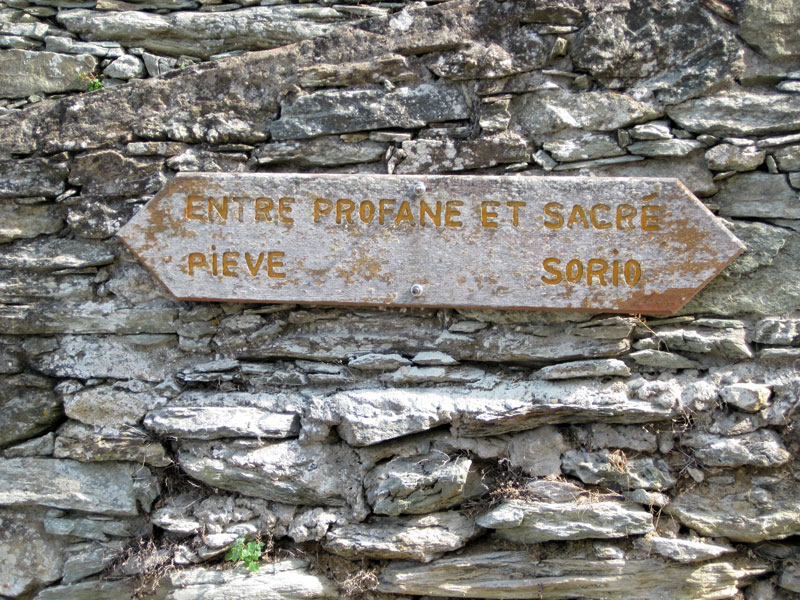 ENTRE PROFANE ET SACRÉ
PIEVE SORIO